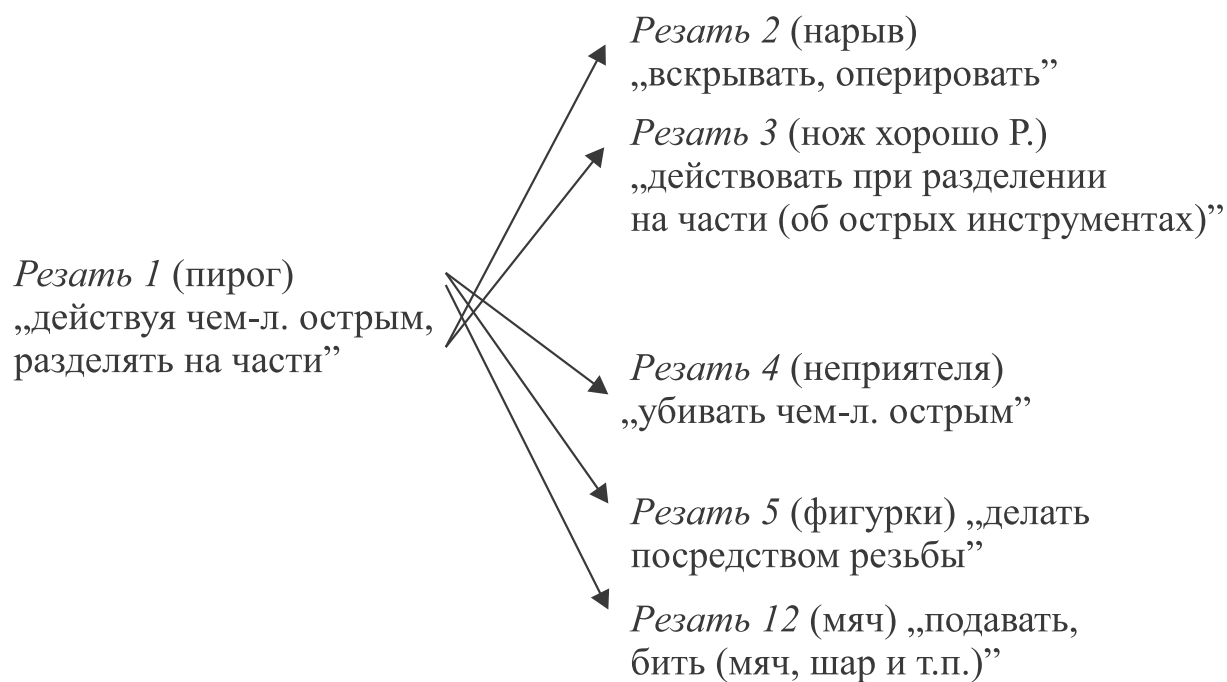 Резать 1 (пирог)
„действуя чем-л. острым,
разделять на части”
Резать 2 (нарыв)
„вскрывать, оперировать”
Резать 3 (нож хорошо Р.)
„действовать при разделении
на части (об острых инструментах)”
Резать 4 (неприятеля)
„убивать чем-л. острым”
Резать 5 (фигурки) „делать
посредством резьбы”
Резать 12 (мяч) „подавать,
бить (мяч, шар и т.п.)”